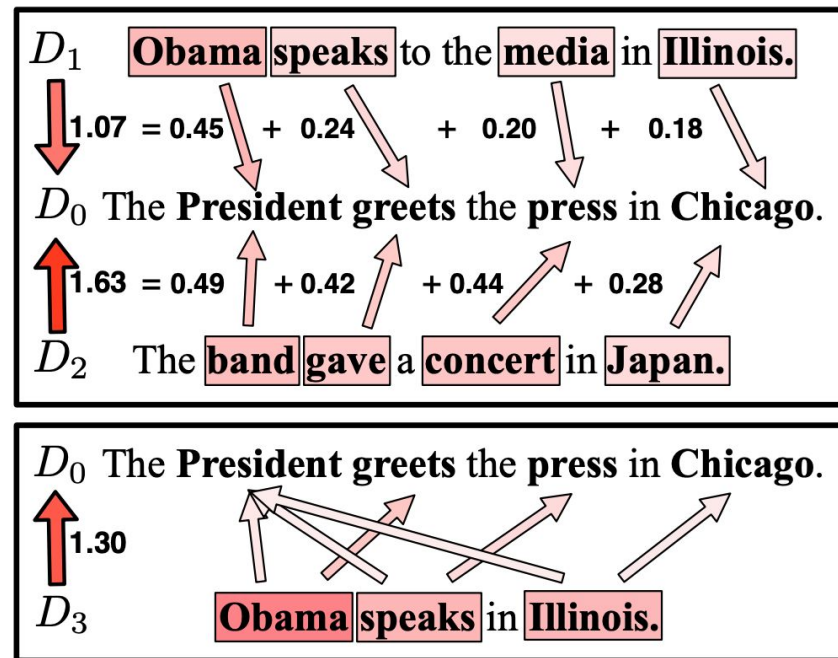 D₁ Obama speaks to the media in Illinois.
1.07 = 0.45 + 0.24 + 0.20 + 0.18
D₀ The President greets the press in Chicago.
1.63 = 0.49 + 0.42 + 0.44 + 0.28
D₂ The band gave a concert in Japan.
D₀ The President greets the press in Chicago.
1.30
D₃ Obama speaks in Illinois.